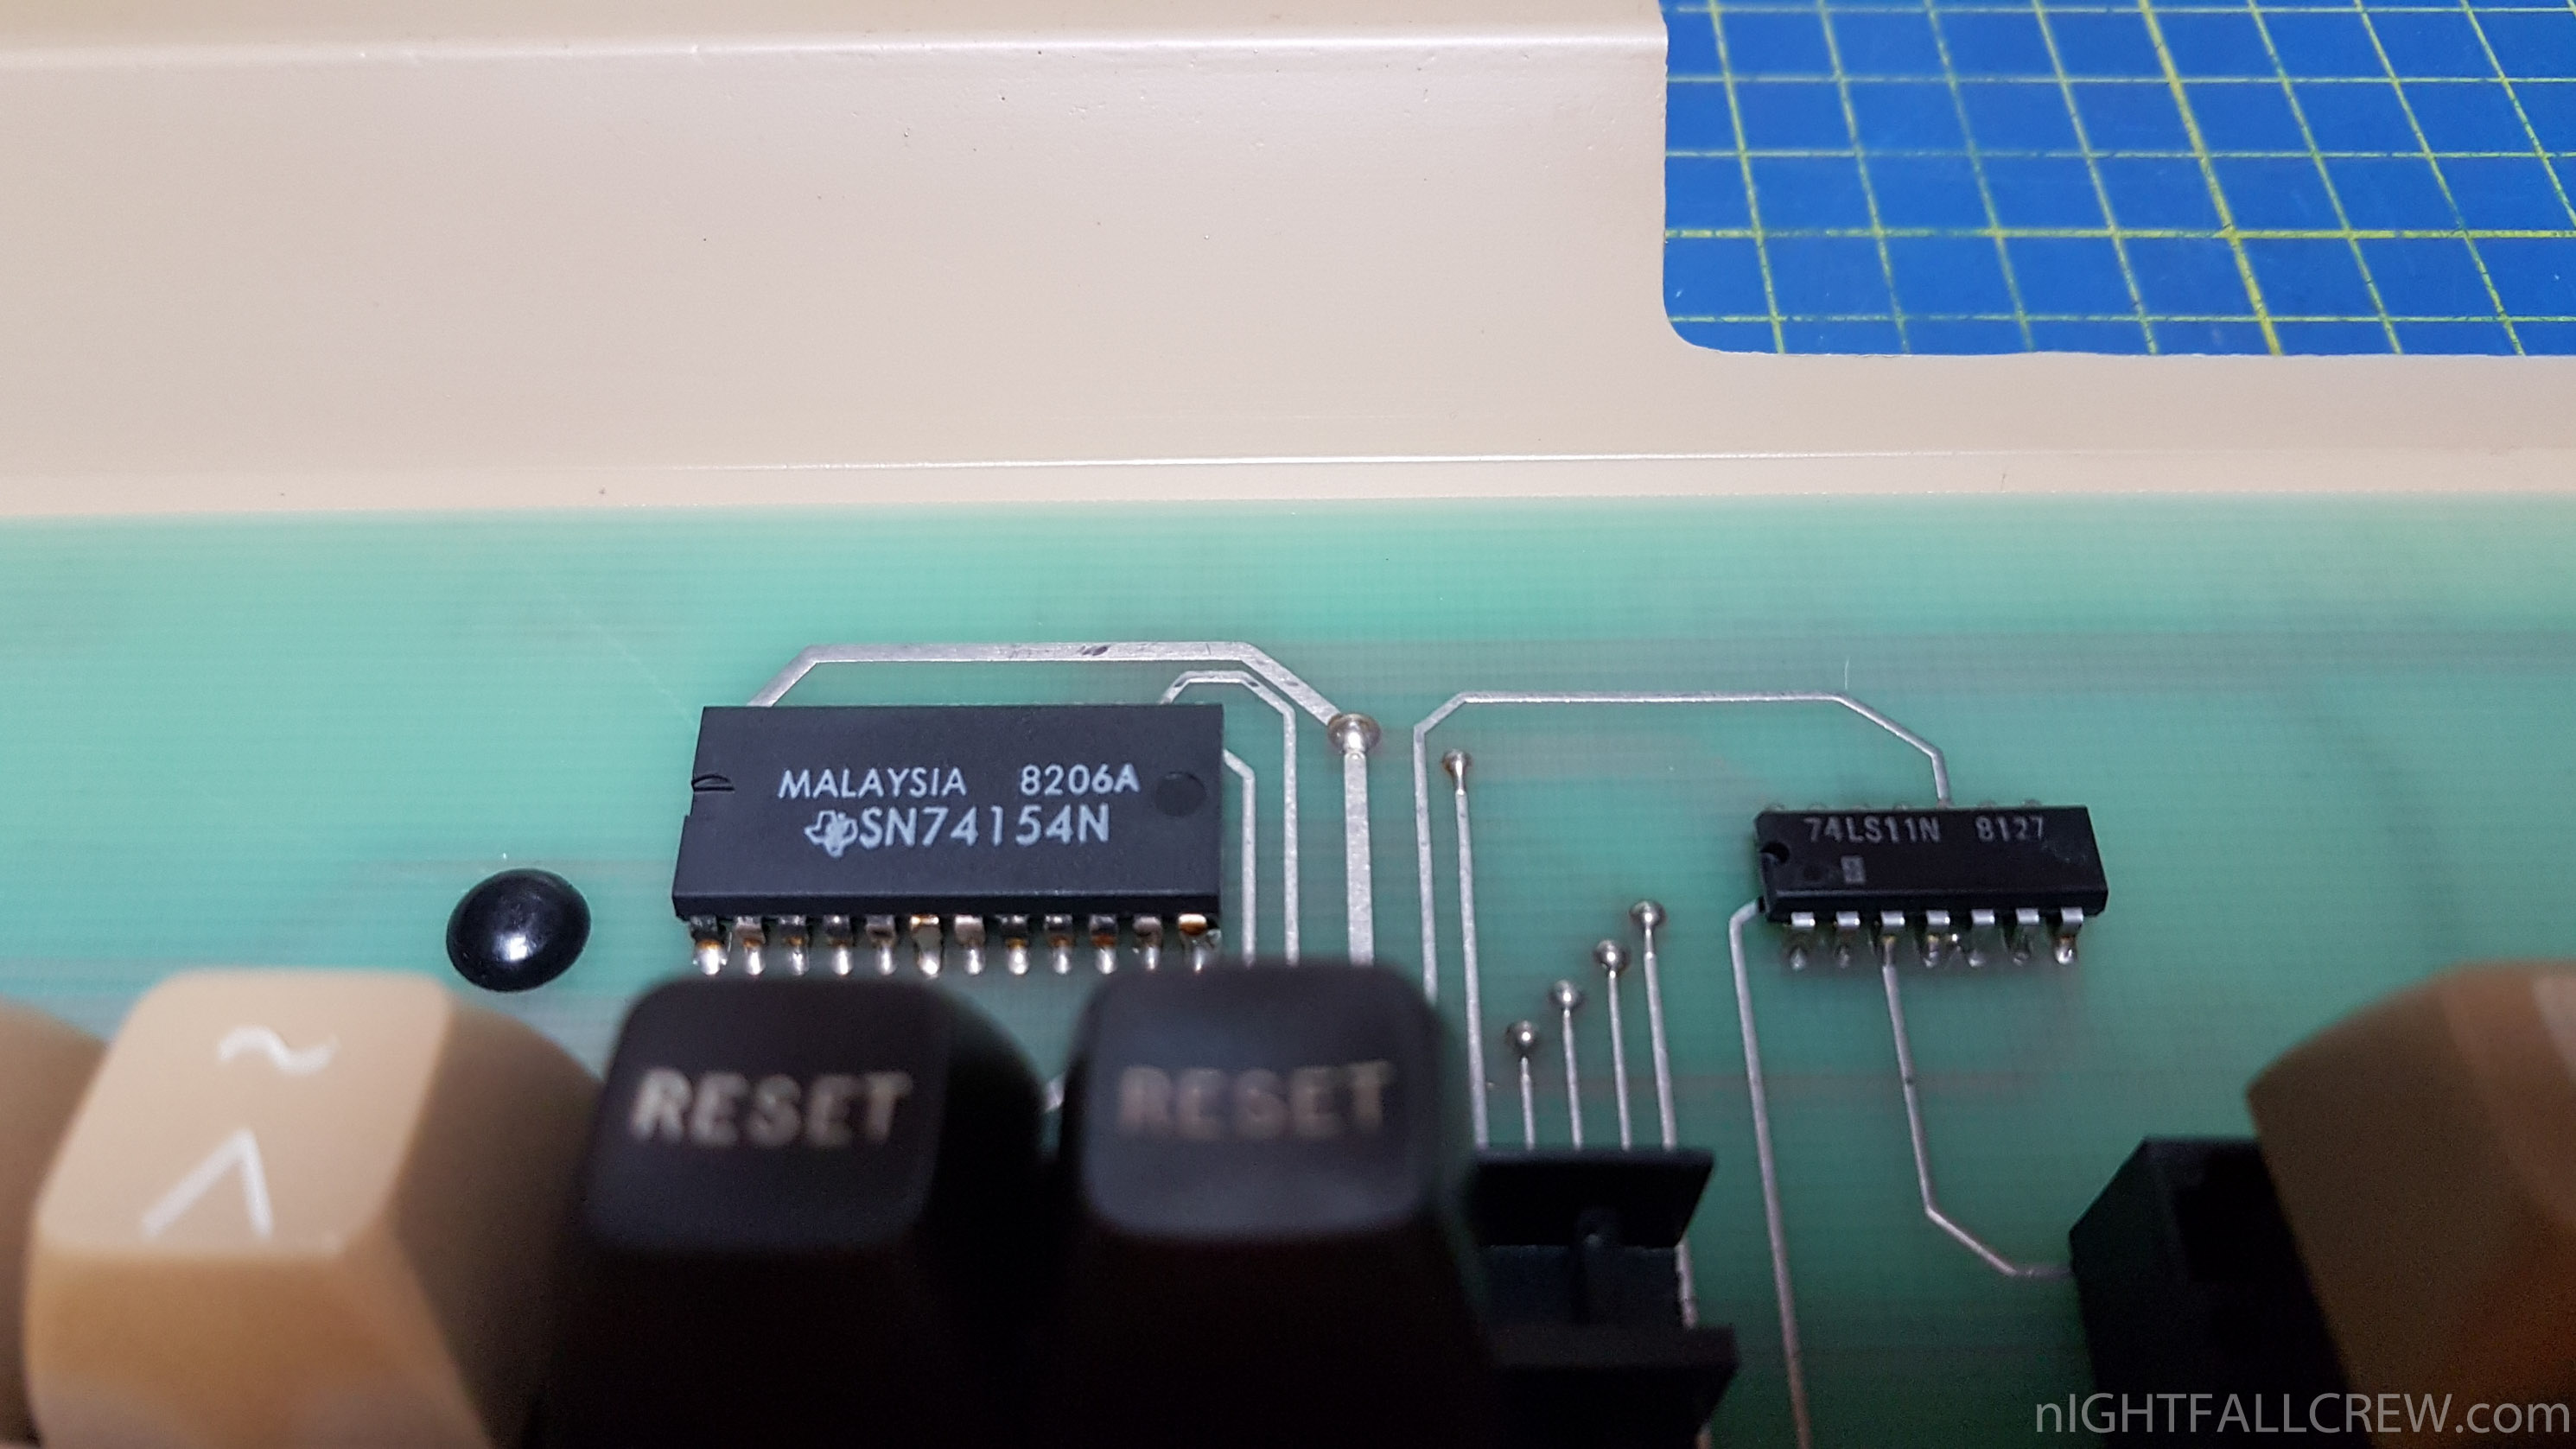 MALAYSIA 8206A
SN74154N
74LS11N 8127
~
^
RESET
RESET
nIGHTFALLCREW.com